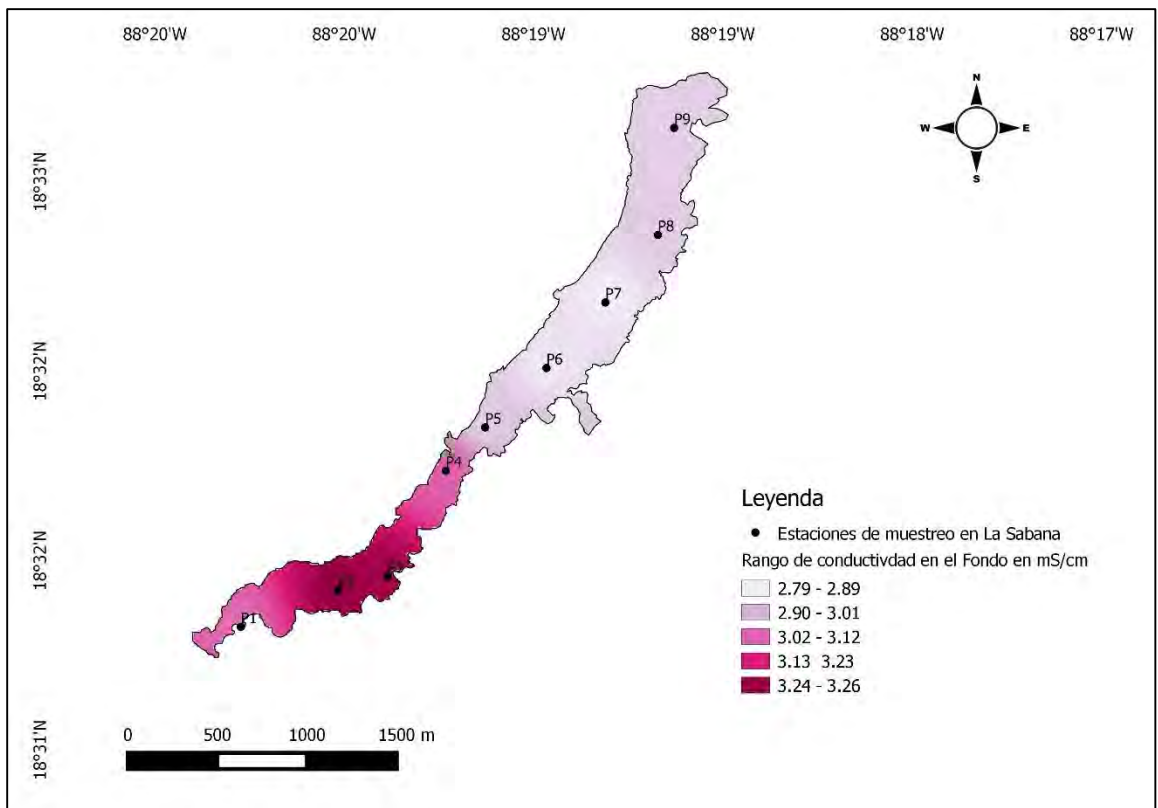 88°20'W 88°20'W 88°19'W 88°19'W 88°18'W 88°17'W
N
W E
S
18°33'N
18°32'N
18°32'N
18°31'N
P9
P8
P7
P6
P5
P4
P1
Leyenda
Estaciones de muestreo en La Sabana
Rango de conductivdad en el Fondo en mS/cm
2.79 - 2.89
2.90 - 3.01
3.02 - 3.12
3.13 3.23
3.24 - 3.26
0 500 1000 1500 m